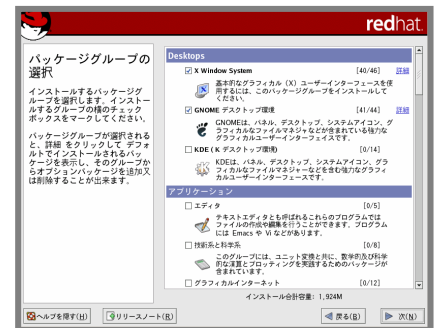 redhat.
パッケージグループの
選択
インストールするパッケージグ
ループを選択します。インストー
ルするグループの横のチェック
ボックスをマークしてください。
パッケージグループが選択される
と、詳細 をクリックして デフォ
ルトでインストールされるパッ
ケージを表示し、そのグループか
らオプションパッケージを追加又
は削除することが出来ます。
Desktops
X Window System [40/46] 詳細
基本的なグラフィカル（X）ユーザーインターフェースを使
用するには、このパッケージグループをインストールして
ください。
GNOME デスクトップ環境 [41/44] 詳細
GNOMEは、パネル、デスクトップ、システムアイコン、グ
ラフィカルなファイルマネジャなどが含まれている強力な
グラフィカルユーザインターフェイスです。
KDE ( K デスクトップ環境) [0/14]
KDEは、パネル、デスクトップ、システムアイコン、グラ
フィカルなファイルマネージャーなどを含む強力なグラフィ
カルユーザーインターフェースです。
アプリケーション
エディタ [0/5]
テキストエディタとも呼ばれるこれらのプログラムでは
ファイルの作成や編集を行うことができます。プログラム
には Emacs や Vi などがあります。
技術系と科学系 [0/8]
このグループには、ユニット変換と共に、数学的及び科学
的な演算とプロッティングを実践するためのパッケージが
含まれています。
グラフィカルインターネット [0/12]
インストール合計容量: 1,924M
ヘルプを隠す(H)
リリースノート(R)
戻る(B)
次(N)